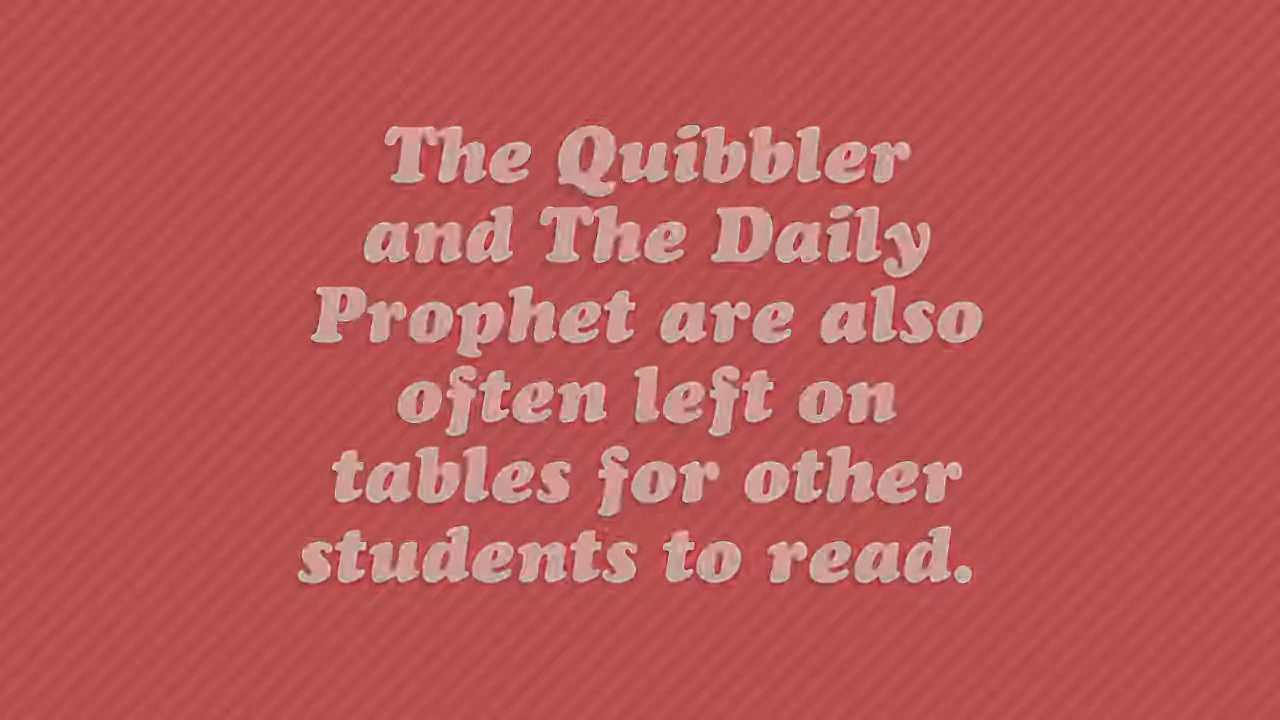 The Quibbler
and The Daily
Prophet are also
often left on
tables for other
students to read.